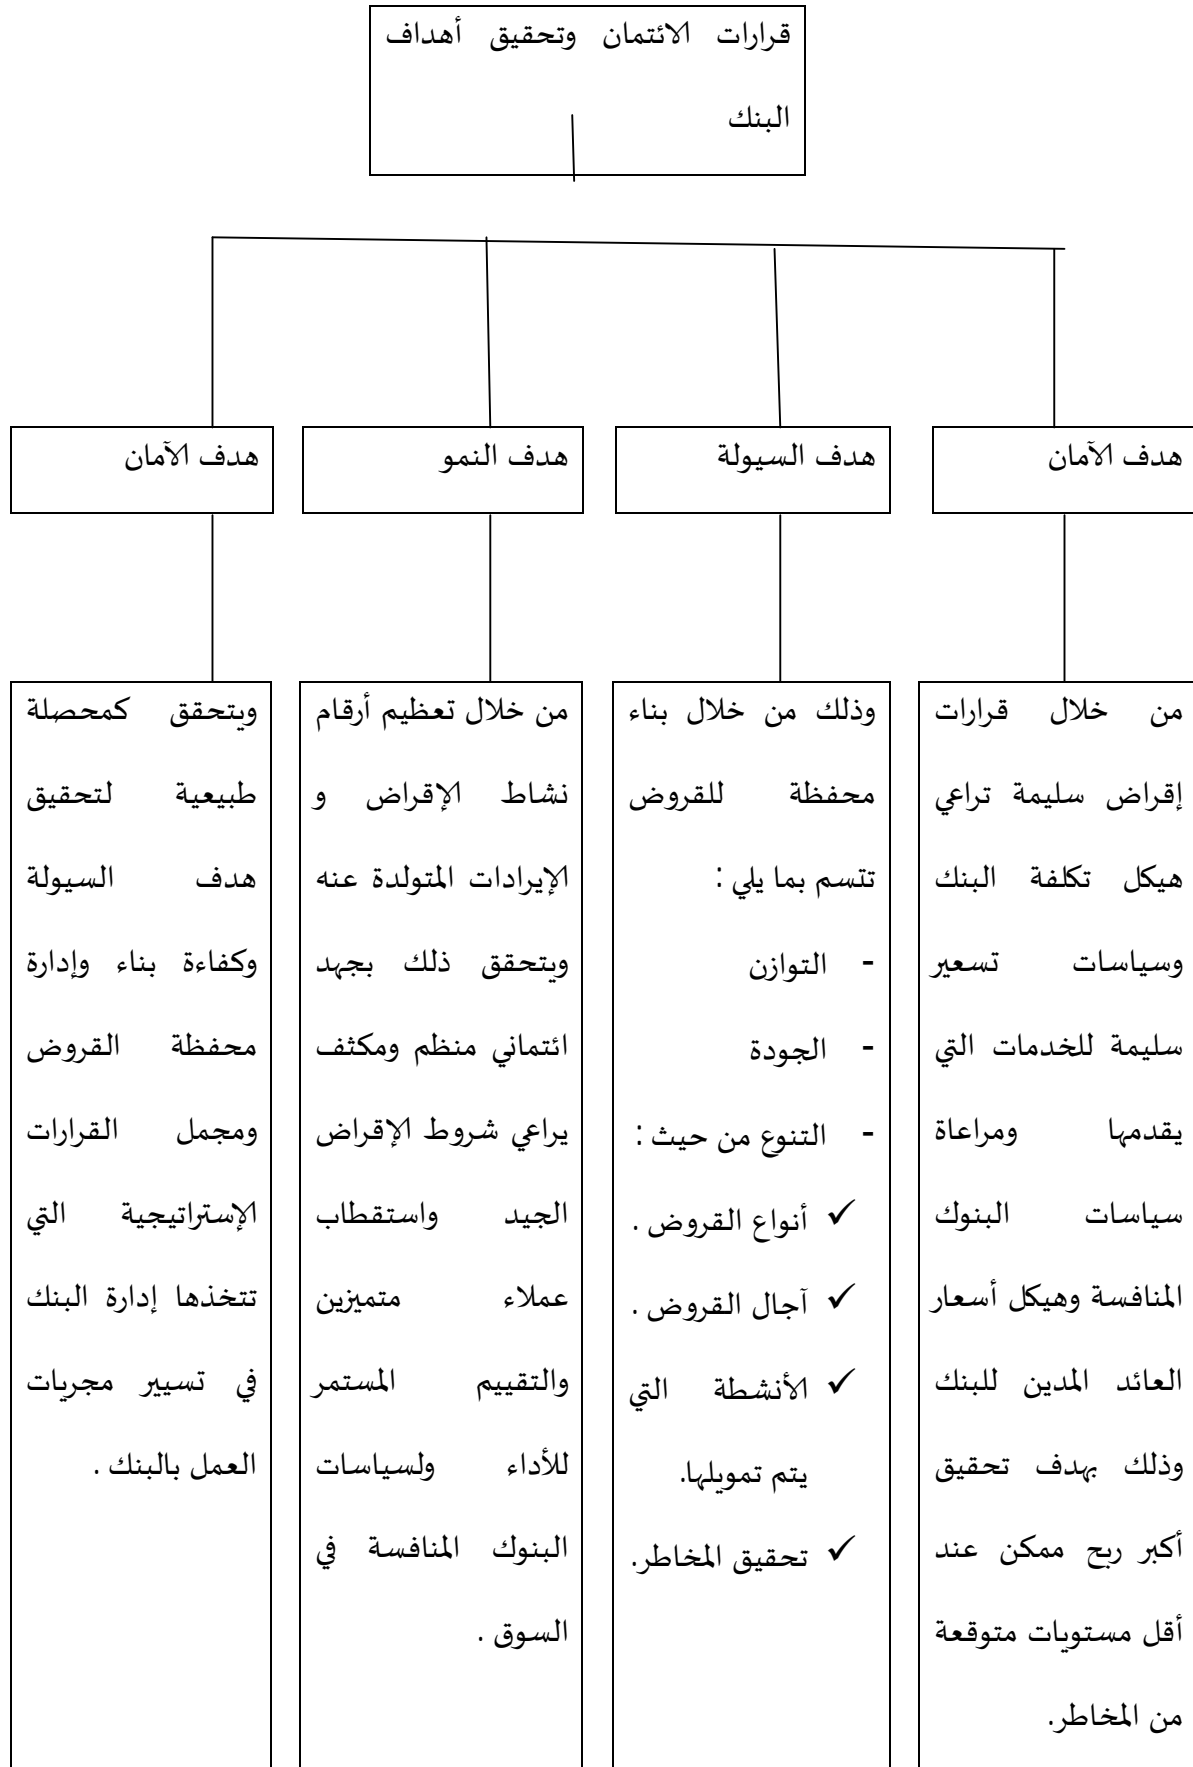 قرارات الائتمان وتحقيق أهداف
البنك
هدف الآمان
هدف السيولة
هدف النمو
هدف الآمان
من خلال قرارات
إقراض سليمة تراعي
هيكل تكلفة البنك
وسياسات تسعير
سليمة للخدمات التي
يقدمها ومراعاة
سياسات البنوك
المنافسة وهيكل أسعار
العائد المدين للبنك
وذلك بهدف تحقيق
أكبر ربح ممكن عند
أقل مستويات متوقعة
من المخاطر.
وذلك من خلال بناء
محفظة للقروض
تتسم بما يلي :
- التوازن
- الجودة
- التنوع من حيث :
✓ أنواع القروض .
✓ آجال القروض .
✓ الأنشطة التي
يتم تمويلها.
✓ تحقيق المخاطر.
من خلال تعظيم أرقام
نشاط الإقراض و
الإيرادات المتولدة عنه
ويتحقق ذلك بجهد
ائتماني منظم ومكثف
يراعي شروط الإقراض
الجيد واستقطاب
عملاء متميزين
والتقييم المستمر
للأداء ولسياسات
البنوك المنافسة في
السوق .
ويتحقق كمحصلة
طبيعية لتحقيق
هدف السيولة
وكفاءة بناء وإدارة
محفظة القروض
ومجمل القرارات
الإستراتيجية التي
تتخذها إدارة البنك
في تسيير مجريات
العمل بالبنك .